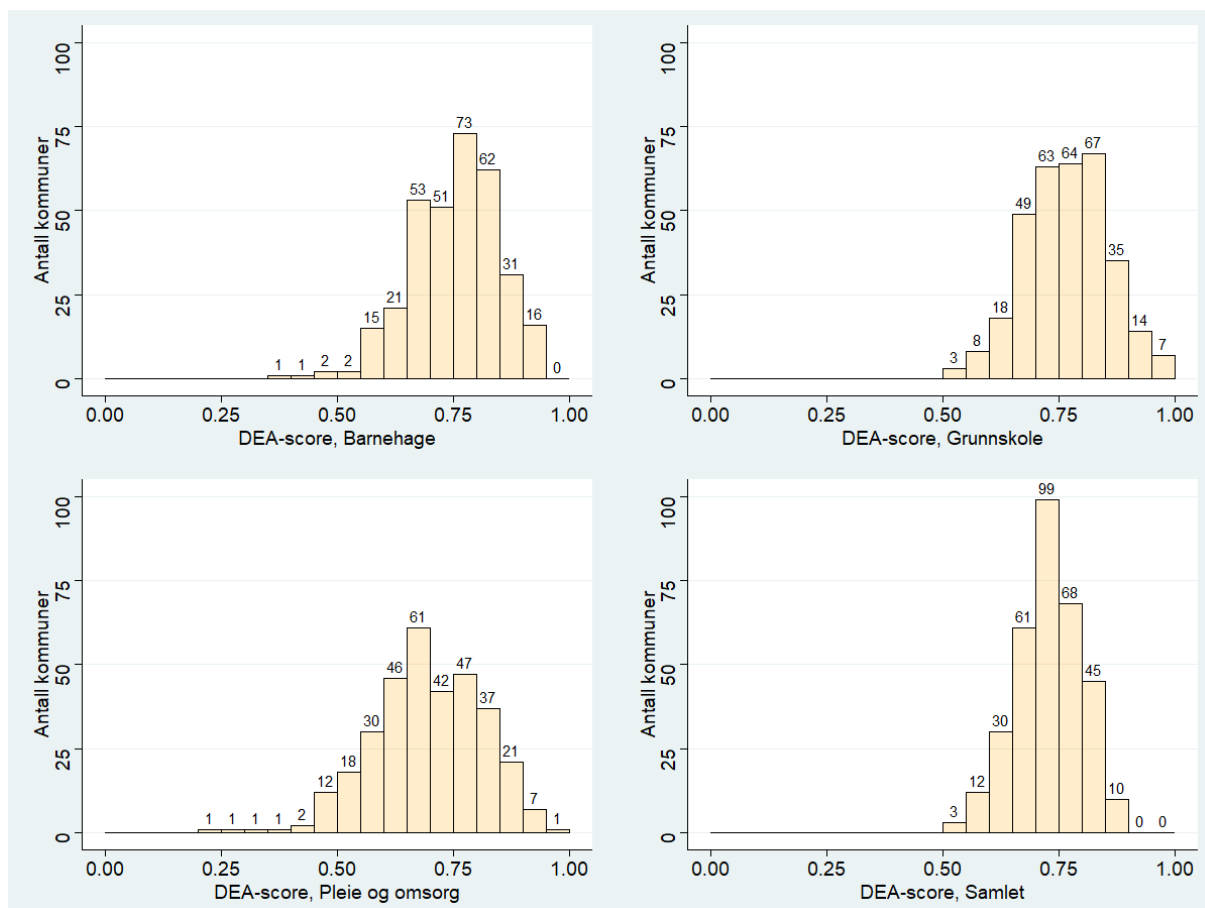 Antall kommuner
0 25 50 75 100
1 1 2 2 15 21 53 51 73 62 31 16 0
0.00 0.25 0.50 0.75 1.00
DEA-score, Barnehage
Antall kommuner
0 25 50 75 100
3 8 18 49 63 64 67 35 14 7
0.00 0.25 0.50 0.75 1.00
DEA-score, Grunnskole
Antall kommuner
0 25 50 75 100
1 1 1 1 2 12 18 30 46 61 42 47 37 21 7 1
0.00 0.25 0.50 0.75 1.00
DEA-score, Pleie og omsorg
Antall kommuner
0 25 50 75 100
3 12 30 61 99 68 45 10 0 0
0.00 0.25 0.50 0.75 1.00
DEA-score, Samlet